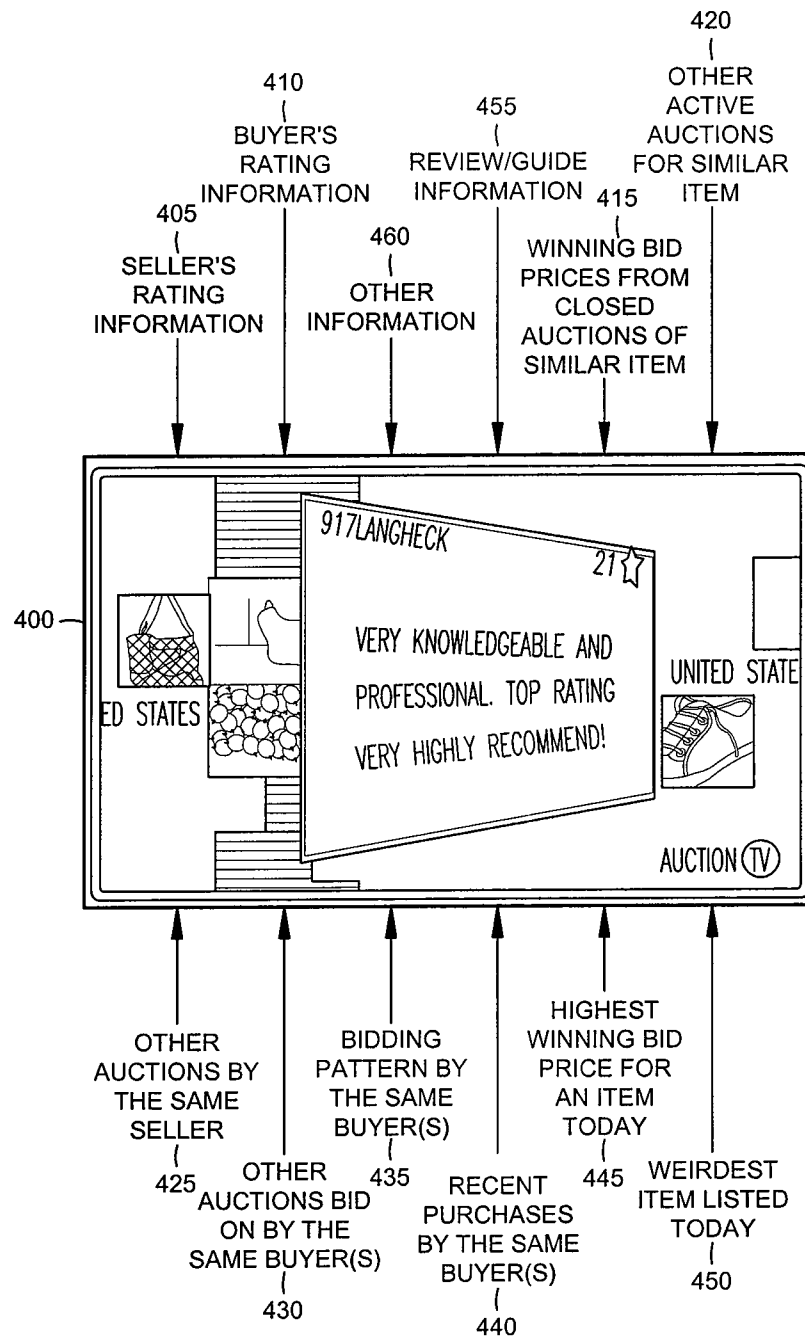 420
OTHER
ACTIVE
AUCTIONS
FOR SIMILAR
ITEM
410
BUYER'S
RATING
INFORMATION
455
REVIEW/GUIDE
INFORMATION
415
WINNING BID
PRICES FROM
CLOSED
AUCTIONS OF
SIMILAR ITEM
405
SELLER'S
RATING
INFORMATION
460
OTHER
INFORMATION
400
917LANGHECK
21
VERY KNOWLEDGEABLE AND
PROFESSIONAL. TOP RATING
VERY HIGHLY RECOMMEND!
ED STATES
UNITED STATE
AUCTION TV
OTHER
AUCTIONS BY
THE SAME
SELLER
425
OTHER
AUCTIONS BID
ON BY THE
SAME BUYER(S)
430
BIDDING
PATTERN BY
THE SAME
BUYER(S)
435
RECENT
PURCHASES
BY THE SAME
BUYER(S)
440
HIGHEST
WINNING BID
PRICE FOR
AN ITEM
TODAY
445
WEIRDEST
ITEM LISTED
TODAY
450